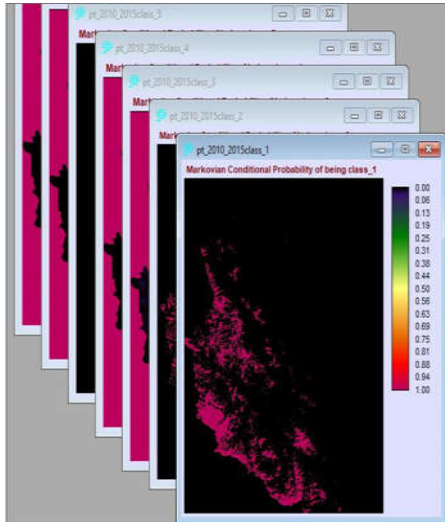 pt_2010_2015class_5
pt_2010_2015class_4
pt_2010_2015class_3
pt_2010_2015class_2
pt_2010_2015class_1
Markovian Conditional Probability of being class_1
0.00
0.06
0.13
0.19
0.25
0.31
0.38
0.44
0.50
0.56
0.63
0.69
0.75
0.81
0.88
0.94
1.00